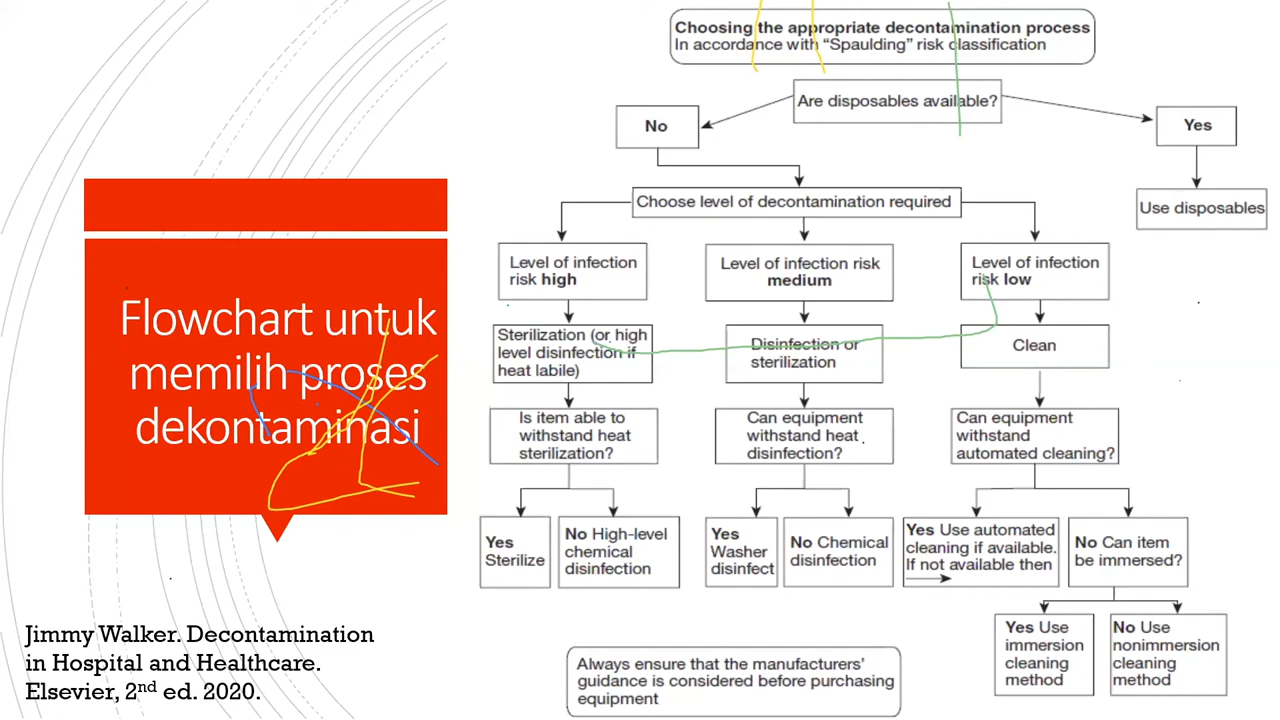 Choosing the appropriate decontamination process
In accordance with “Spaulding” risk classification
Are disposables available?
No
Yes
Use disposables
Choose level of decontamination required
Level of infection
risk high
Level of infection risk
medium
Level of infection
risk low
Sterilization (or high
level disinfection if
heat labile)
Disinfection or
sterilization
Clean
Is item able to
withstand heat
sterilization?
Can equipment
withstand heat
disinfection?
Can equipment
withstand
automated cleaning?
Yes
Sterilize
No High-level
chemical
disinfection
Yes
Washer
disinfect
No Chemical
disinfection
Yes Use automated
cleaning if available.
If not available then
No Can item
be immersed?
Yes Use
immersion
cleaning
method
No Use
nonimmersion
cleaning
method
Always ensure that the manufacturers’
guidance is considered before purchasing
equipment
Flowchart untuk
memilih proses
dekontaminasi
Jimmy Walker. Decontamination
in Hospital and Healthcare.
Elsevier, 2nd ed. 2020.